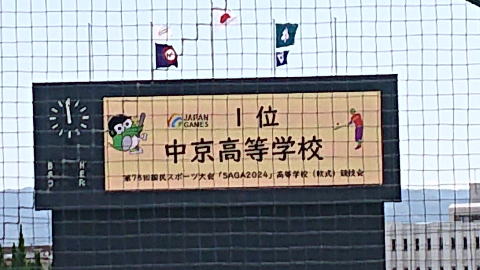 JAPAN
GAMES
1位
中京高等学校
第78回国民スポーツ大会「SAGA2024」高等学校(軟式)競技会
H
E
R